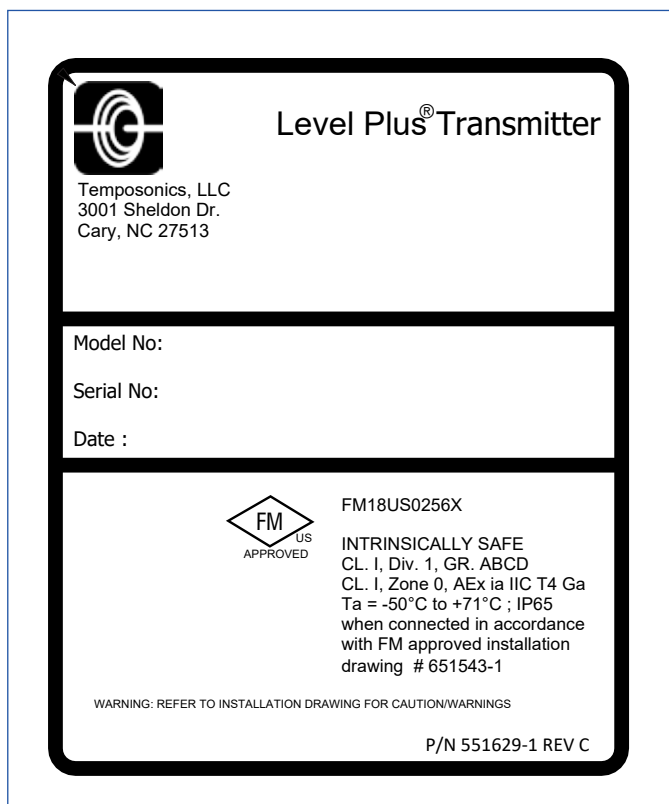 Level Plus® Transmitter
Temposonics, LLC
3001 Sheldon Dr.
Cary, NC 27513
Model No:
Serial No:
Date :
FM
US
APPROVED
FM18US0256X
INTRINSICALLY SAFE
CL. I, Div. 1, GR. ABCD
CL. I, Zone 0, AEx ia IIC T4 Ga
Ta = -50°C to +71°C ; IP65
when connected in accordance
with FM approved installation
drawing # 651543-1
WARNING: REFER TO INSTALLATION DRAWING FOR CAUTION/WARNINGS
P/N 551629-1 REV C